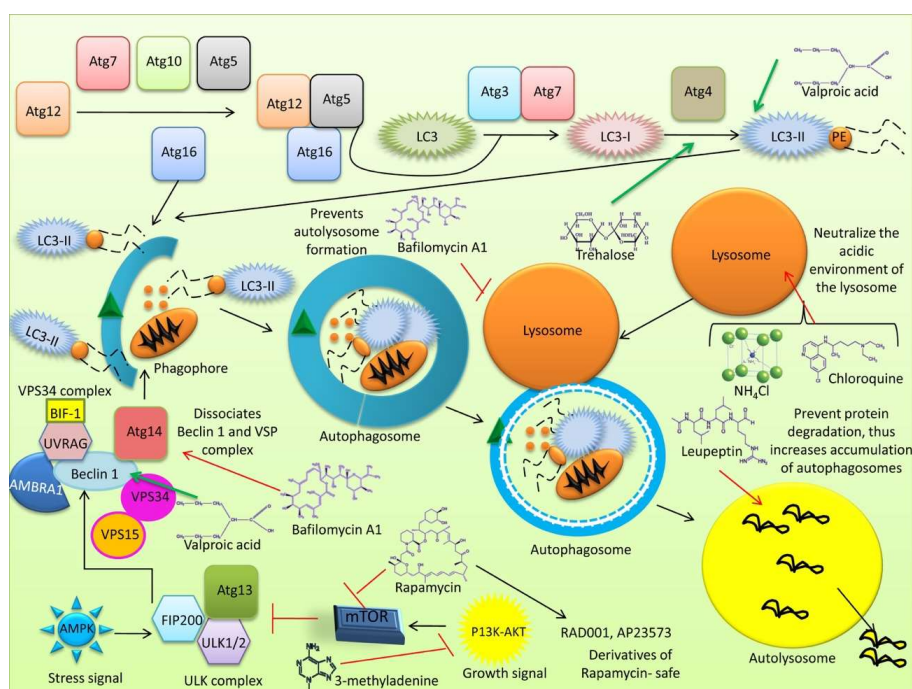 Atg7
Atg10
Atg5
Atg12
Atg16
Atg12
Atg5
Atg16
LC3
Atg3
Atg7
LC3-I
Atg4
LC3-II
PE
Valproic acid
Trehalose
LC3-II
LC3-II
LC3-II
Phagophore
Prevents
autolysosome
formation
Bafilomycin A1
Autophagosome
Lysosome
Lysosome
Neutralize the
acidic
environment of
the lysosome
NH4Cl
Chloroquine
Autophagosome
Leupeptin
Prevent protein
degradation, thus
increases accumulation
of autophagosomes
Autolysosome
VPS34 complex
BIF-1
UVRAG
Atg14
Beclin 1
AMBRA1
VPS34
VPS15
Valproic acid
Dissociates
Beclin 1 and VSP
complex
Bafilomycin A1
Rapamycin
AMPK
Stress signal
FIP200
Atg13
ULK1/2
ULK complex
mTOR
NH2
3-methyladenine
P13K-AKT
Growth signal
RAD001, AP23573
Derivatives of
Rapamycin- safe